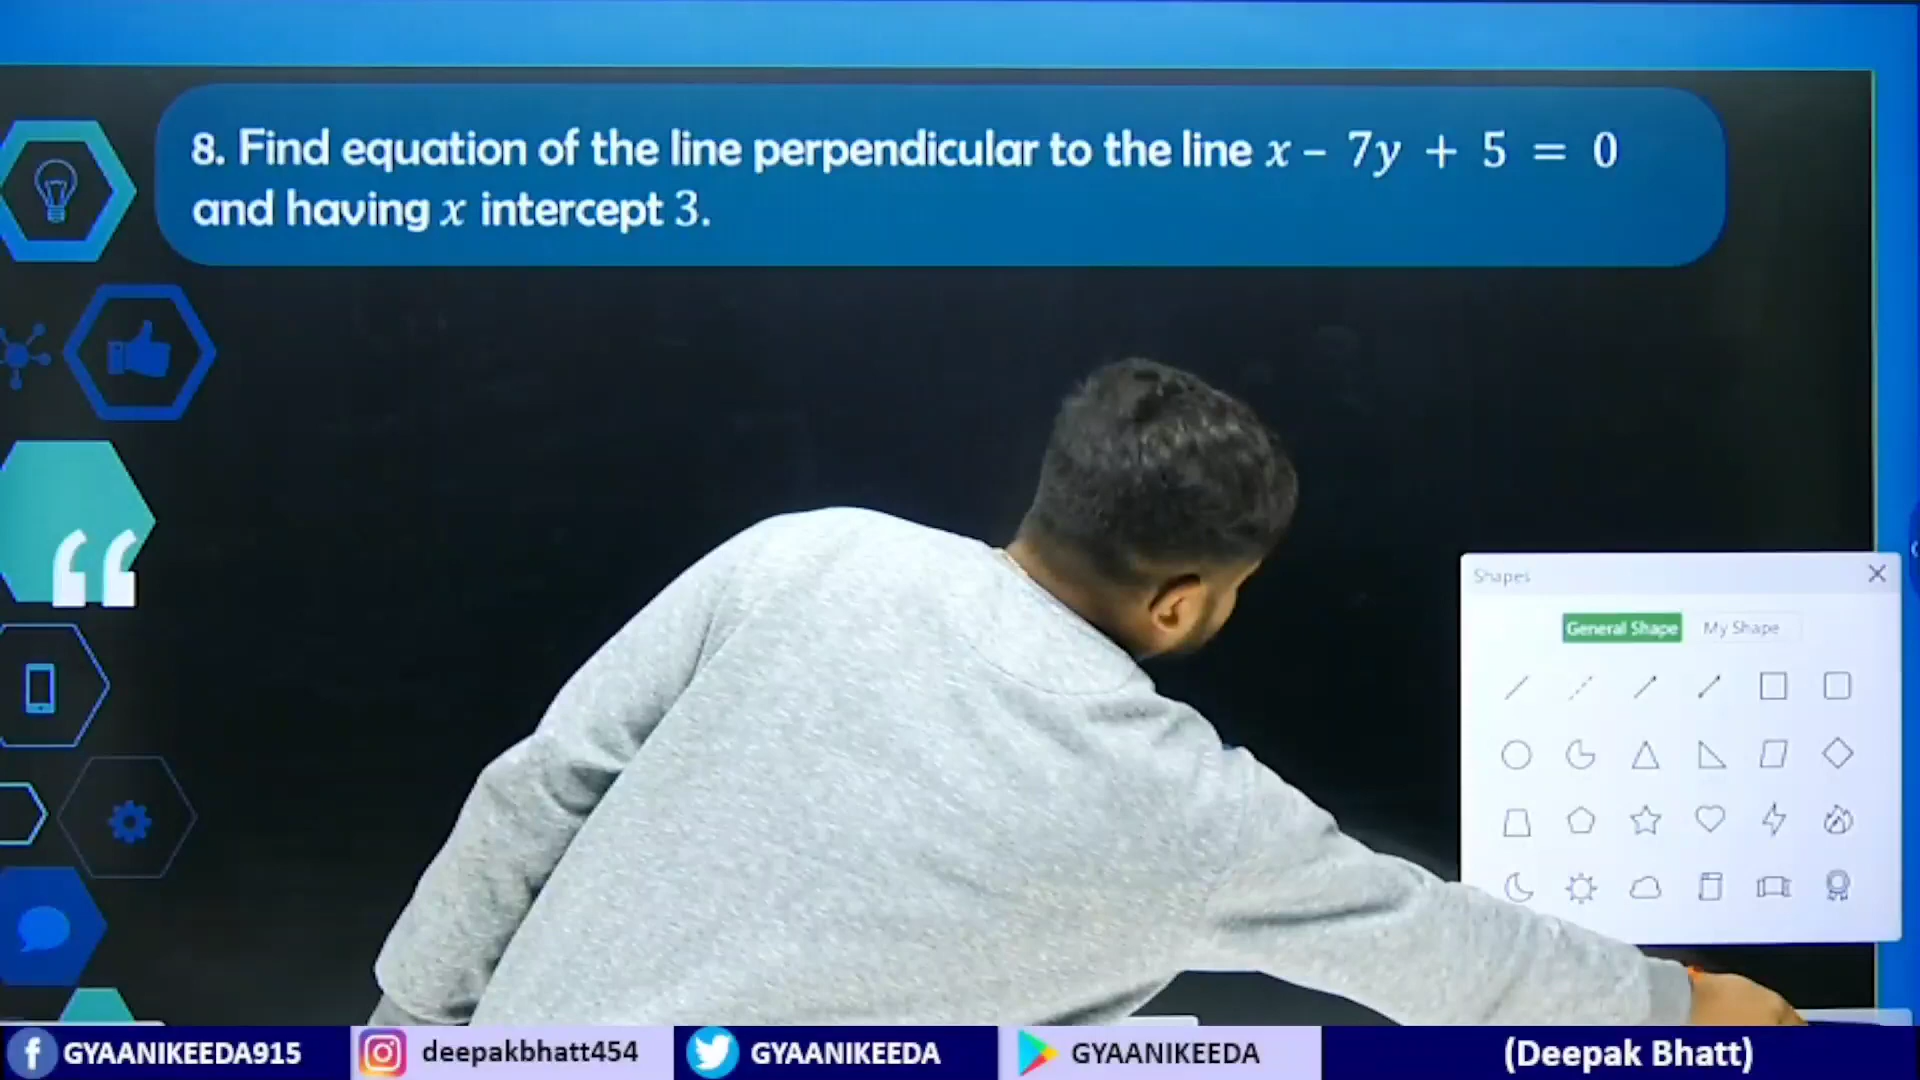 8. Find equation of the line perpendicular to the line x – 7y + 5 = 0
and having x intercept 3.
Shapes
General Shape My Shape
GYAANIKEEDA915 deepakbhatt454 GYAANIKEEDA GYAANIKEEDA (Deepak Bhatt)